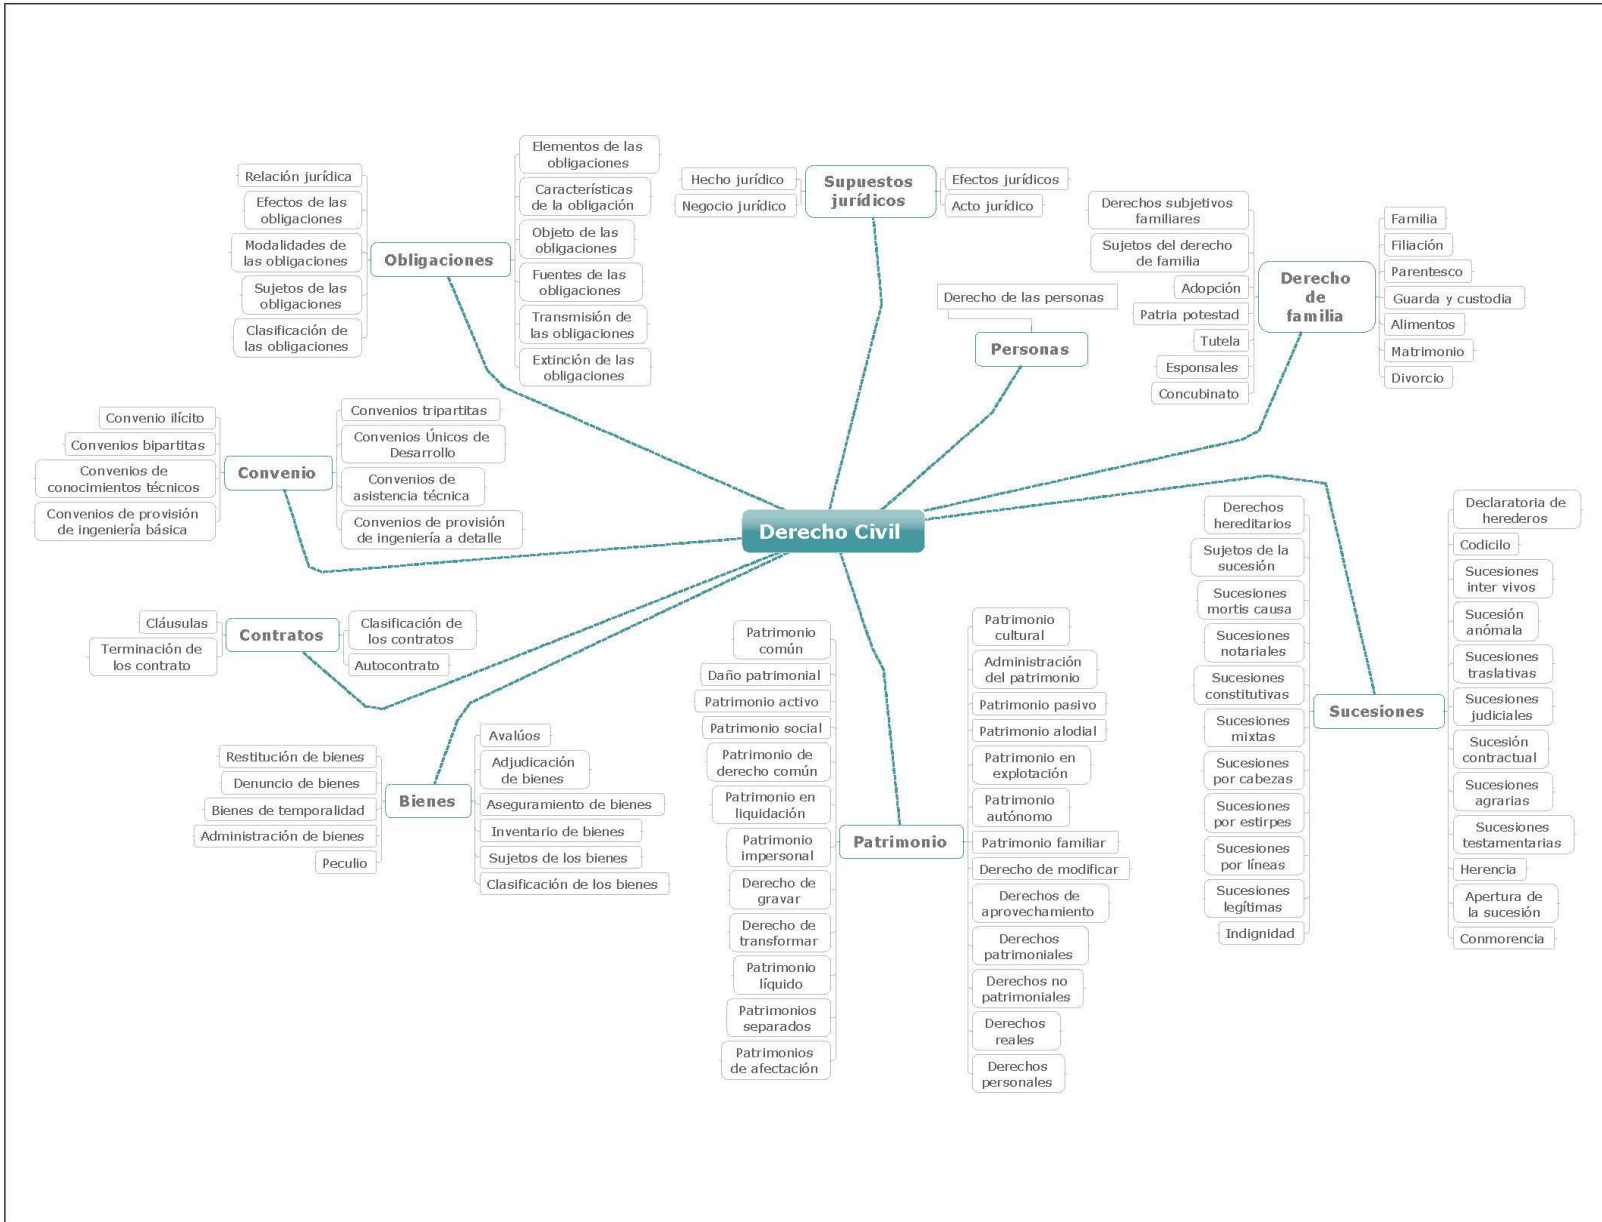 Derecho Civil
Obligaciones
Relación jurídica
Efectos de las
obligaciones
Modalidades de
las obligaciones
Sujetos de las
obligaciones
Clasificación de
las obligaciones
Elementos de las
obligaciones
Características
de la obligación
Objeto de las
obligaciones
Fuentes de las
obligaciones
Transmisión de
las obligaciones
Extinción de las
obligaciones
Supuestos
jurídicos
Hecho jurídico
Negocio jurídico
Efectos jurídicos
Acto jurídico
Derecho de las personas
Personas
Derecho
de
familia
Derechos subjetivos
familiares
Sujetos del derecho
de familia
Adopción
Patria potestad
Tutela
Esponsales
Concubinato
Familia
Filiación
Parentesco
Guarda y custodia
Alimentos
Matrimonio
Divorcio
Convenio
Convenio ilícito
Convenios bipartitas
Convenios de
conocimientos técnicos
Convenios de provisión
de ingeniería básica
Convenios tripartitas
Convenios Únicos de
Desarrollo
Convenios de
asistencia técnica
Convenios de provisión
de ingeniería a detalle
Contratos
Cláusulas
Terminación de
los contrato
Clasificación de
los contratos
Autocontrato
Bienes
Restitución de bienes
Denuncio de bienes
Bienes de temporalidad
Administración de bienes
Peculio
Avalúos
Adjudicación
de bienes
Aseguramiento de bienes
Inventario de bienes
Sujetos de los bienes
Clasificación de los bienes
Patrimonio
Patrimonio
común
Daño patrimonial
Patrimonio activo
Patrimonio social
Patrimonio de
derecho común
Patrimonio en
liquidación
Patrimonio
impersonal
Derecho de
gravar
Derecho de
transformar
Patrimonio
líquido
Patrimonios
separados
Patrimonios
de afectación
Patrimonio
cultural
Administración
del patrimonio
Patrimonio pasivo
Patrimonio alodial
Patrimonio en
explotación
Patrimonio
autónomo
Patrimonio familiar
Derecho de modificar
Derechos de
aprovechamiento
Derechos
patrimoniales
Derechos no
patrimoniales
Derechos
reales
Derechos
personales
Sucesiones
Derechos
hereditarios
Sujetos de la
sucesión
Sucesiones
mortis causa
Sucesiones
notariales
Sucesiones
constitutivas
Sucesiones
mixtas
Sucesiones
por cabezas
Sucesiones
por estirpes
Sucesiones
por líneas
Sucesiones
legítimas
Indignidad
Declaratoria de
herederos
Codicilo
Sucesiones
inter vivos
Sucesión
anómala
Sucesiones
traslativas
Sucesiones
judiciales
Sucesión
contractual
Sucesiones
agrarias
Sucesiones
testamentarias
Herencia
Apertura de
la sucesión
Conmorencia